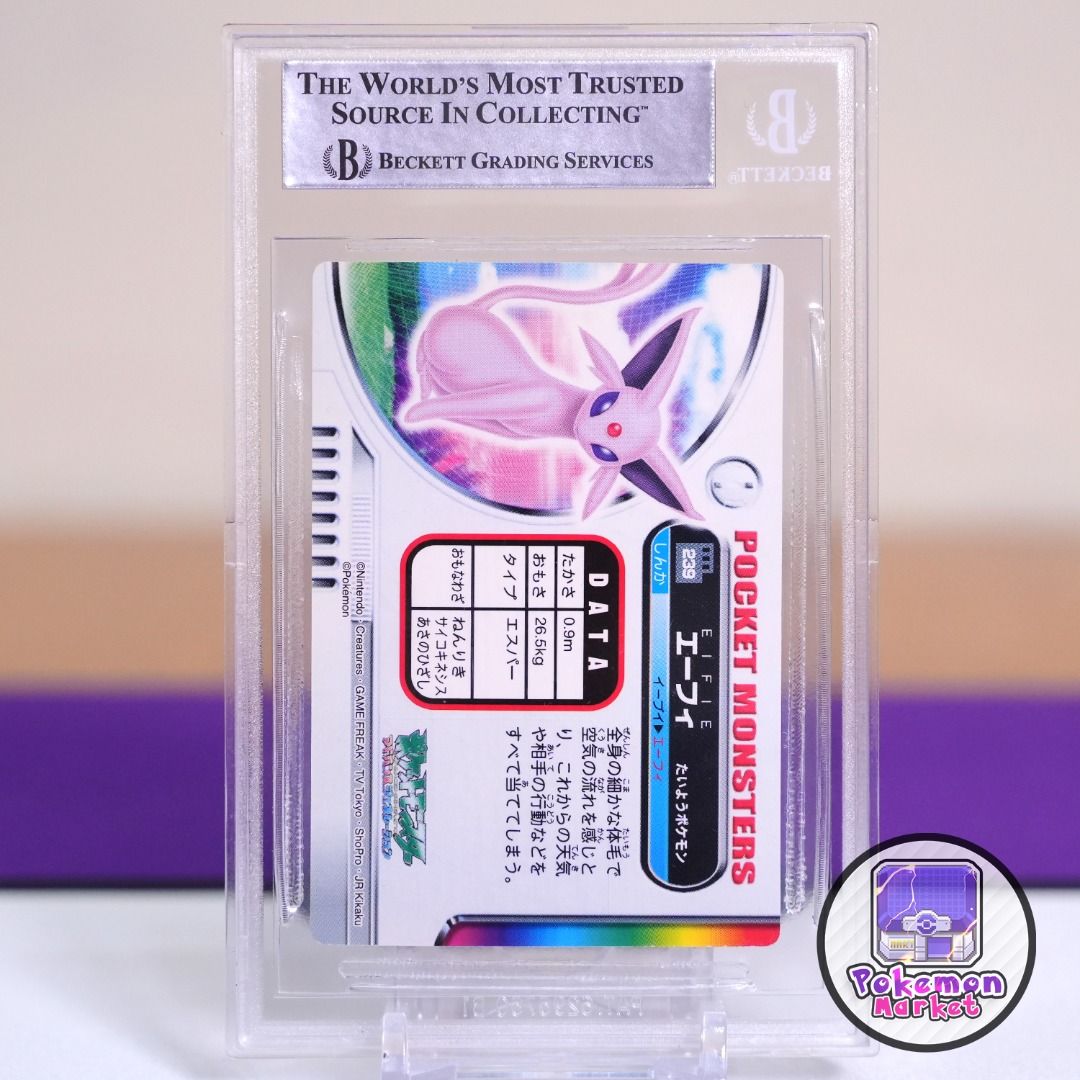 THE WORLD'S MOST TRUSTED
SOURCE IN COLLECTING™
B BECKETT GRADING SERVICES
BECKETT®
POCKET MONSTERS
239
EIFIE
エーフィ
たいようポケモン
しんか
イーブイ▶エーフィ
DATA
たかさ 0.9m
おもさ 26.5kg
タイプ エスパー
おもなわざ ねんりき
サイコキネシス
あさのひざし
全身の細かな体毛で
空気の流れを感じと
り、これからの天気
や相手の行動などを
すべて当ててしまう。
©Nintendo・Creatures・GAME FREAK・TV Tokyo・ShoPro・JR Kikaku
©Pokémon
MART
Pokemon
Market